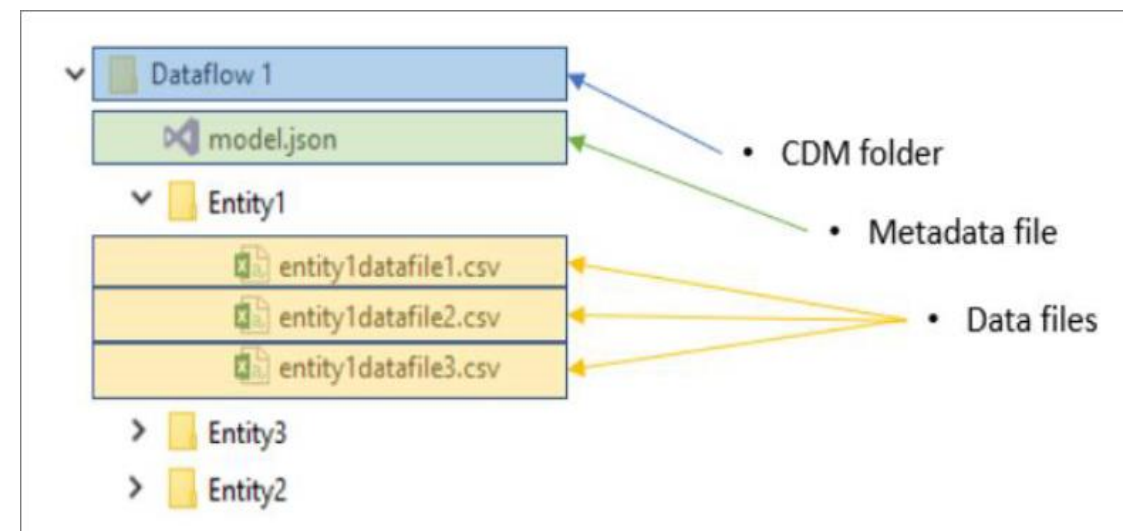 Dataflow 1
model.json
• CDM folder
Entity1
• Metadata file
entity1datafile1.csv
entity1datafile2.csv
• Data files
entity1datafile3.csv
Entity3
Entity2